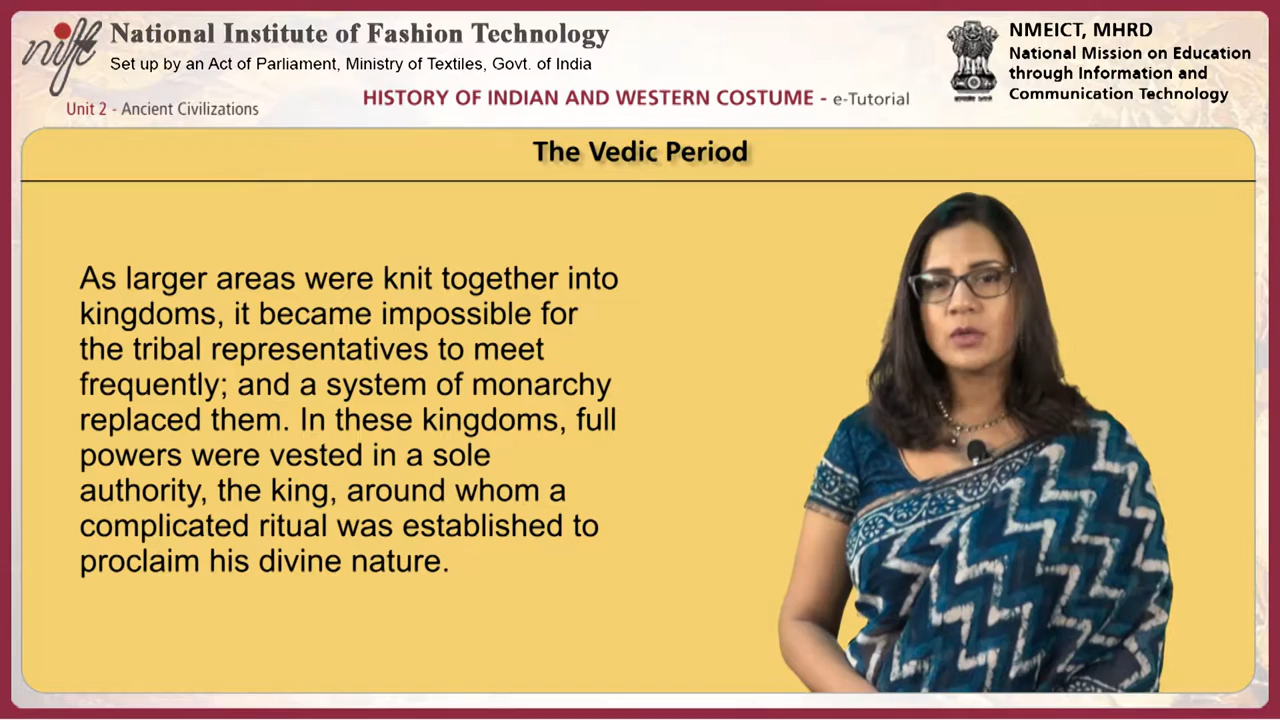 nift
National Institute of Fashion Technology
Set up by an Act of Parliament, Ministry of Textiles, Govt. of India
NMEICT, MHRD
National Mission on Education
through Information and
Communication Technology
Unit 2 - Ancient Civilizations
HISTORY OF INDIAN AND WESTERN COSTUME - e-Tutorial
The Vedic Period
As larger areas were knit together into
kingdoms, it became impossible for
the tribal representatives to meet
frequently; and a system of monarchy
replaced them. In these kingdoms, full
powers were vested in a sole
authority, the king, around whom a
complicated ritual was established to
proclaim his divine nature.